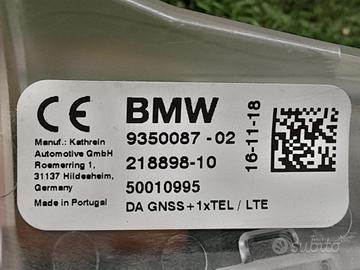 CE
BMW
Manuf.: Kathrein
Automotive GmbH
Roemerring 1,
31137 Hildesheim,
Germany
Made in Portugal
9350087 - 02
218898-10
50010995
DA GNSS + 1xTEL / LTE
16-11-18
subito